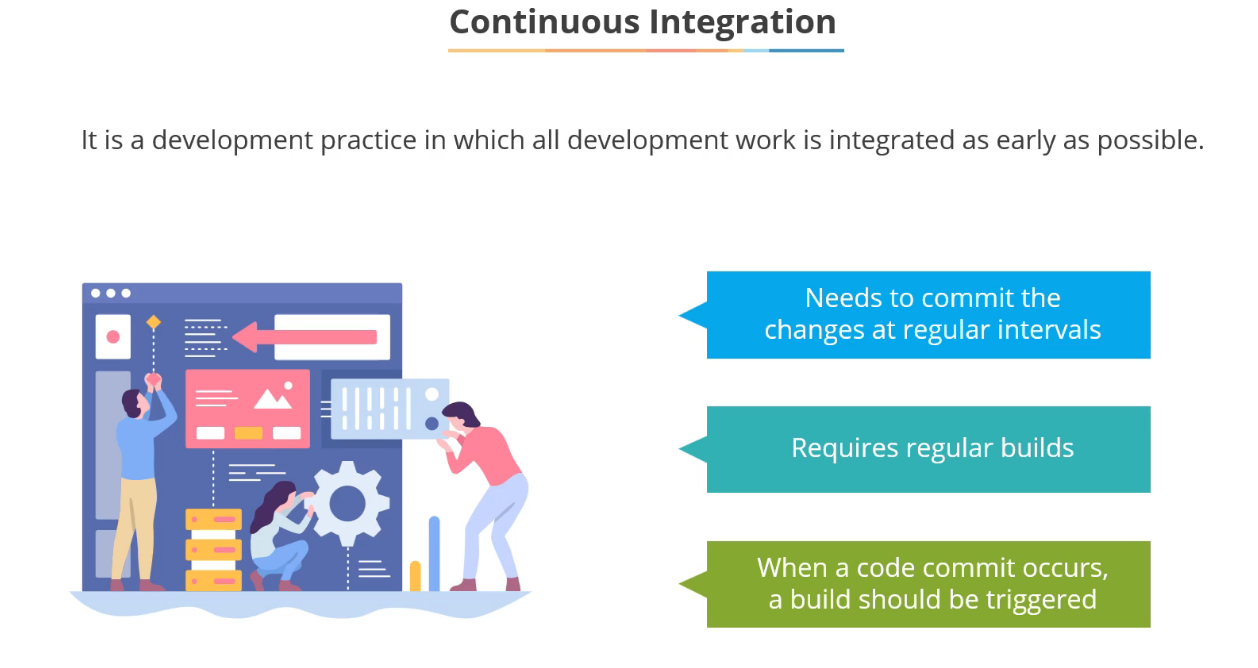 Continuous Integration
It is a development practice in which all development work is integrated as early as possible.
Needs to commit the
changes at regular intervals
Requires regular builds
When a code commit occurs,
a build should be triggered